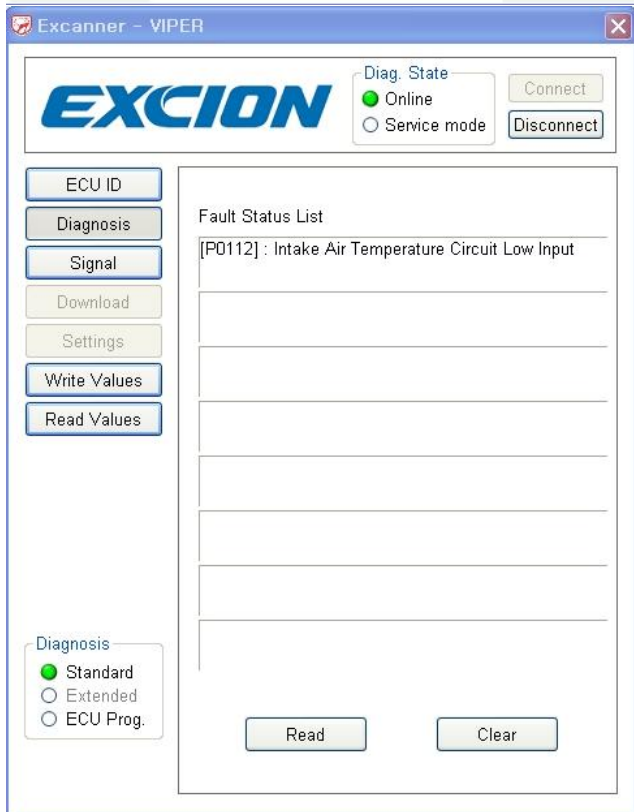 Excanner - VIPER
EXCION
Diag. State
Online
Service mode
Connect
Disconnect
ECU ID
Diagnosis
Signal
Download
Settings
Write Values
Read Values
Fault Status List
[P0112] : Intake Air Temperature Circuit Low Input
Diagnosis
Standard
Extended
ECU Prog.
Read
Clear